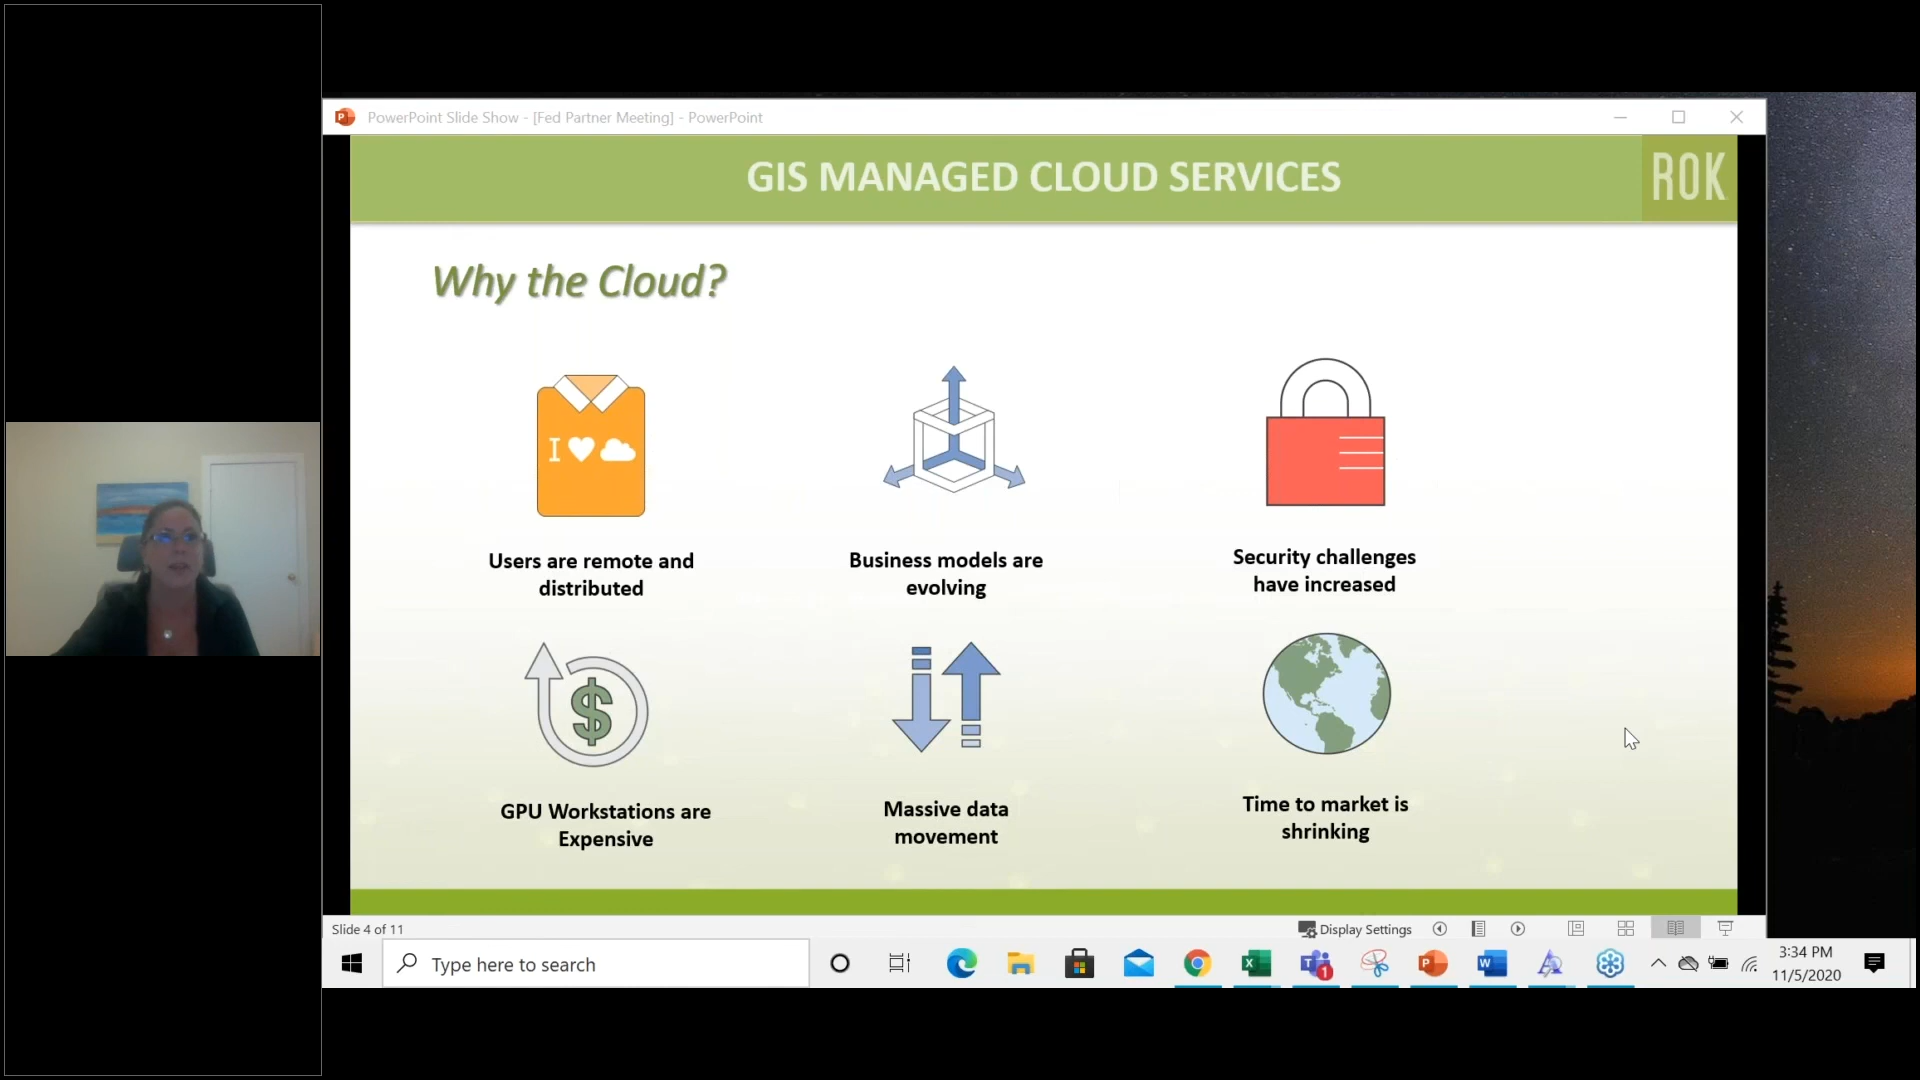 PowerPoint Slide Show - [Fed Partner Meeting] - PowerPoint
GIS MANAGED CLOUD SERVICES
ROK
Why the Cloud?
I
Users are remote and
distributed
Business models are
evolving
Security challenges
have increased
GPU Workstations are
Expensive
Massive data
movement
Time to market is
shrinking
Slide 4 of 11
Display Settings
Type here to search
1
3:34 PM
11/5/2020